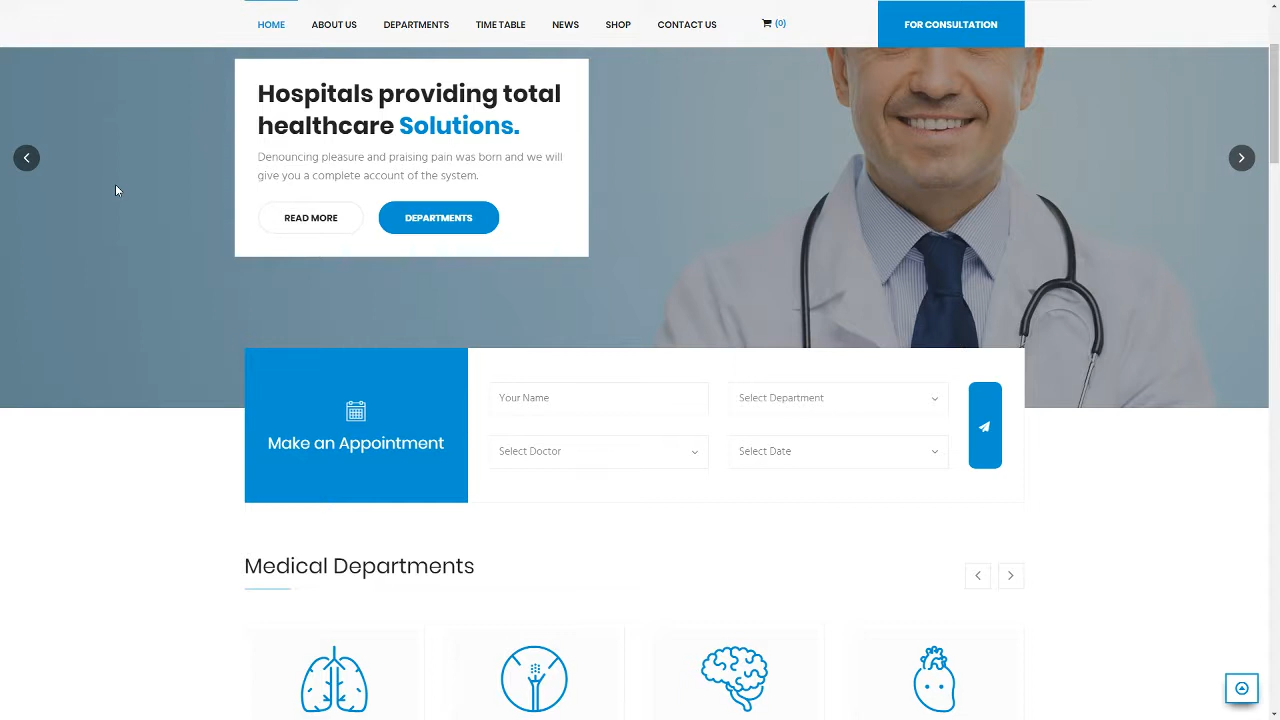 HOME ABOUT US DEPARTMENTS TIME TABLE NEWS SHOP CONTACT US (0) FOR CONSULTATION
Hospitals providing total
healthcare Solutions.
Denouncing pleasure and praising pain was born and we will
give you a complete account of the system.
READ MORE DEPARTMENTS
Make an Appointment
Your Name Select Department
Select Doctor Select Date
Medical Departments